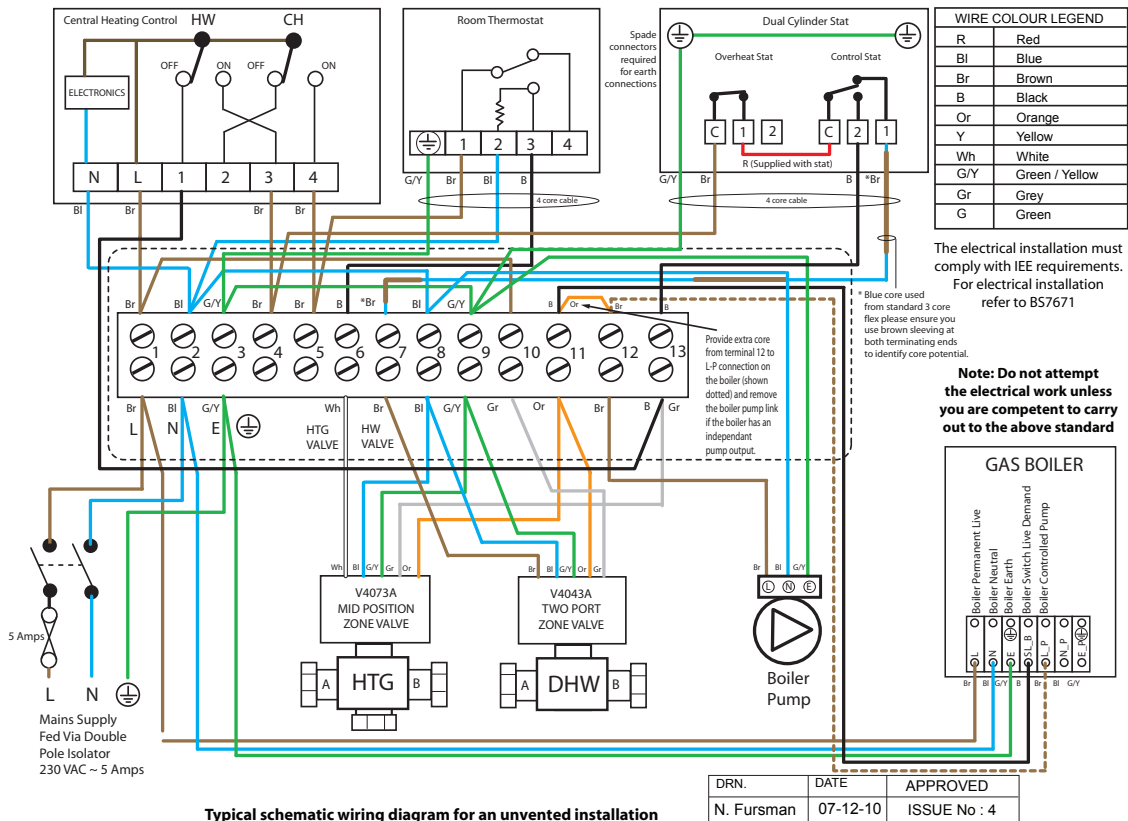 Central Heating Control
HW
CH
OFF
ON
OFF
ON
ELECTRONICS
N L 1 2 3 4
Bl Br Br Br
Room Thermostat
1 2 3 4
G/Y Br Bl B
4 core cable
Spade
connectors
required
for earth
connections
Dual Cylinder Stat
Overheat Stat
Control Stat
C 1 2
C 2 1
R (Supplied with stat)
G/Y Br B *Br
4 core cable
WIRE COLOUR LEGEND
R Red
Bl Blue
Br Brown
B Black
Or Orange
Y Yellow
Wh White
G/Y Green / Yellow
Gr Grey
G Green
The electrical installation must
comply with IEE requirements.
For electrical installation
refer to BS7671
* Blue core used
from standard 3 core
flex please ensure you
use brown sleeving at
both terminating ends
to identify core potential.
Note: Do not attempt
the electrical work unless
you are competent to carry
out to the above standard
Br Bl G/Y Br Br B *Br Bl G/Y B Or Br B
1 2 3 4 5 6 7 8 9 10 11 12 13
Provide extra core
from terminal 12 to
L-P connection on
the boiler (shown
dotted) and remove
the boiler pump link
if the boiler has an
independant
pump output.
Br Bl G/Y Wh Br Bl G/Y Gr Or Br B Gr
L N E
HTG
VALVE
HW
VALVE
5 Amps
L N
Mains Supply
Fed Via Double
Pole Isolator
230 VAC ~ 5 Amps
Wh Bl G/Y Gr Or
V4073A
MID POSITION
ZONE VALVE
A HTG B
Br Bl G/Y Or Gr
V4043A
TWO PORT
ZONE VALVE
A DHW B
Br Bl G/Y
L N E
Boiler
Pump
GAS BOILER
Boiler Permanent Live
Boiler Neutral
Boiler Earth
Boiler Switch Live Demand
Boiler Controlled Pump
L N E SL_B L_P N_P E_P
Br Bl G/Y B Br Bl G/Y
Typical schematic wiring diagram for an unvented installation
DRN. DATE APPROVED
N. Fursman 07-12-10 ISSUE No : 4